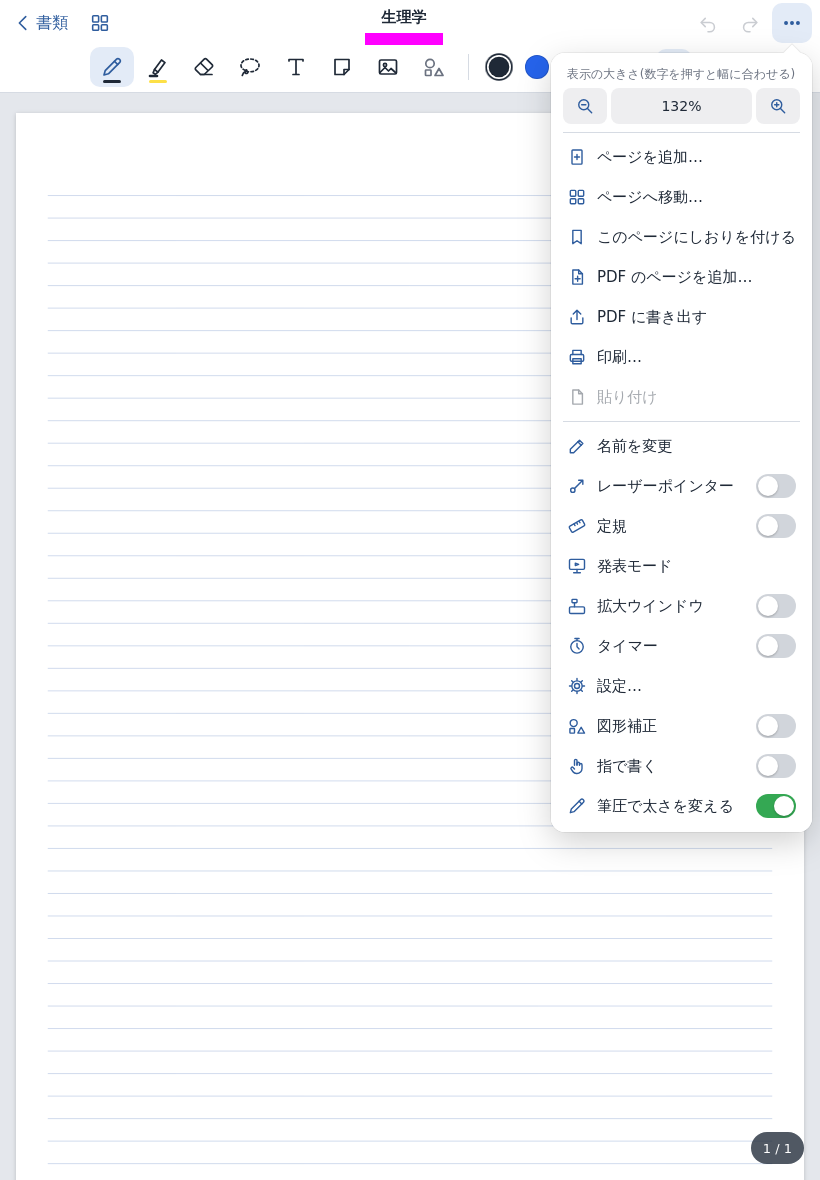 書類
生理学
表示の大きさ(数字を押すと幅に合わせる)
132%
ページを追加…
ページへ移動…
このページにしおりを付ける
PDF のページを追加…
PDF に書き出す
印刷…
貼り付け
名前を変更
レーザーポインター
定規
発表モード
拡大ウインドウ
タイマー
設定…
図形補正
指で書く
筆圧で太さを変える
1 / 1